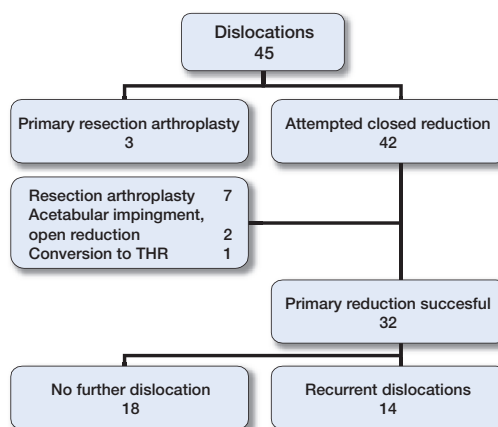 Dislocations
45
Primary resection arthroplasty
3
Attempted closed reduction
42
Resection arthroplasty 7
Acetabular impingment,
open reduction 2
Conversion to THR 1
Primary reduction succesful
32
No further dislocation
18
Recurrent dislocations
14